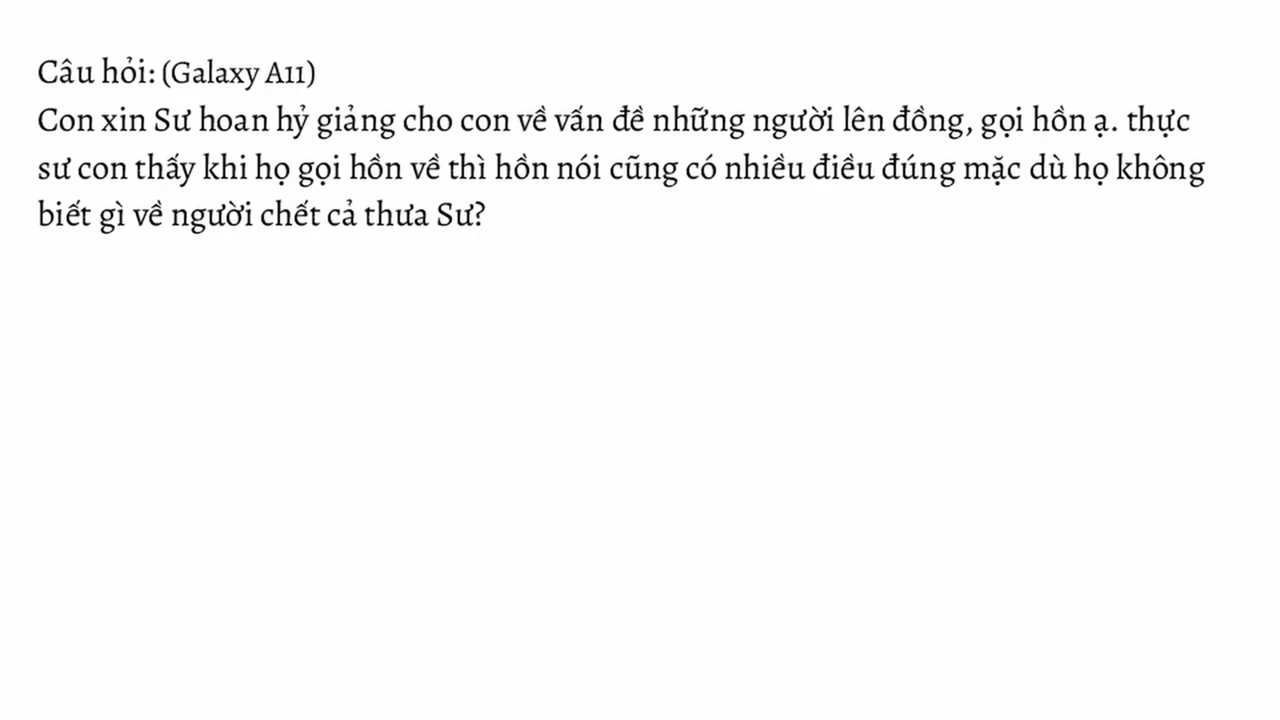 Câu hỏi: (Galaxy A11)
Con xin Sư hoan hỷ giảng cho con về vấn đề những người lên đồng, gọi hồn ạ. thực
sư con thấy khi họ gọi hồn về thì hồn nói cũng có nhiều điều đúng mặc dù họ không
biết gì về người chết cả thưa Sư?